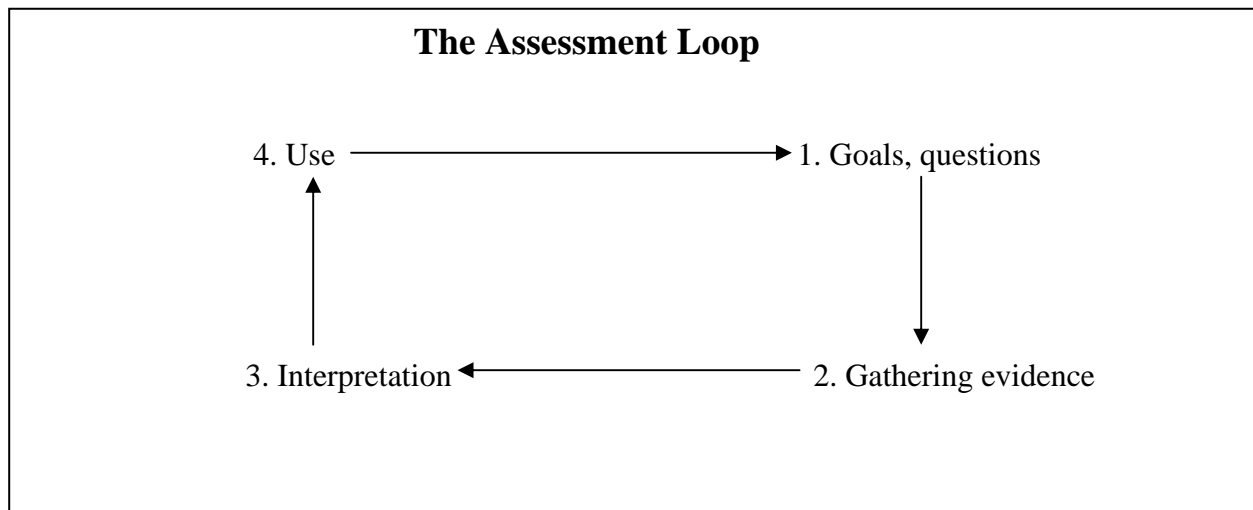 The Assessment Loop
4. Use
1. Goals, questions
3. Interpretation
2. Gathering evidence